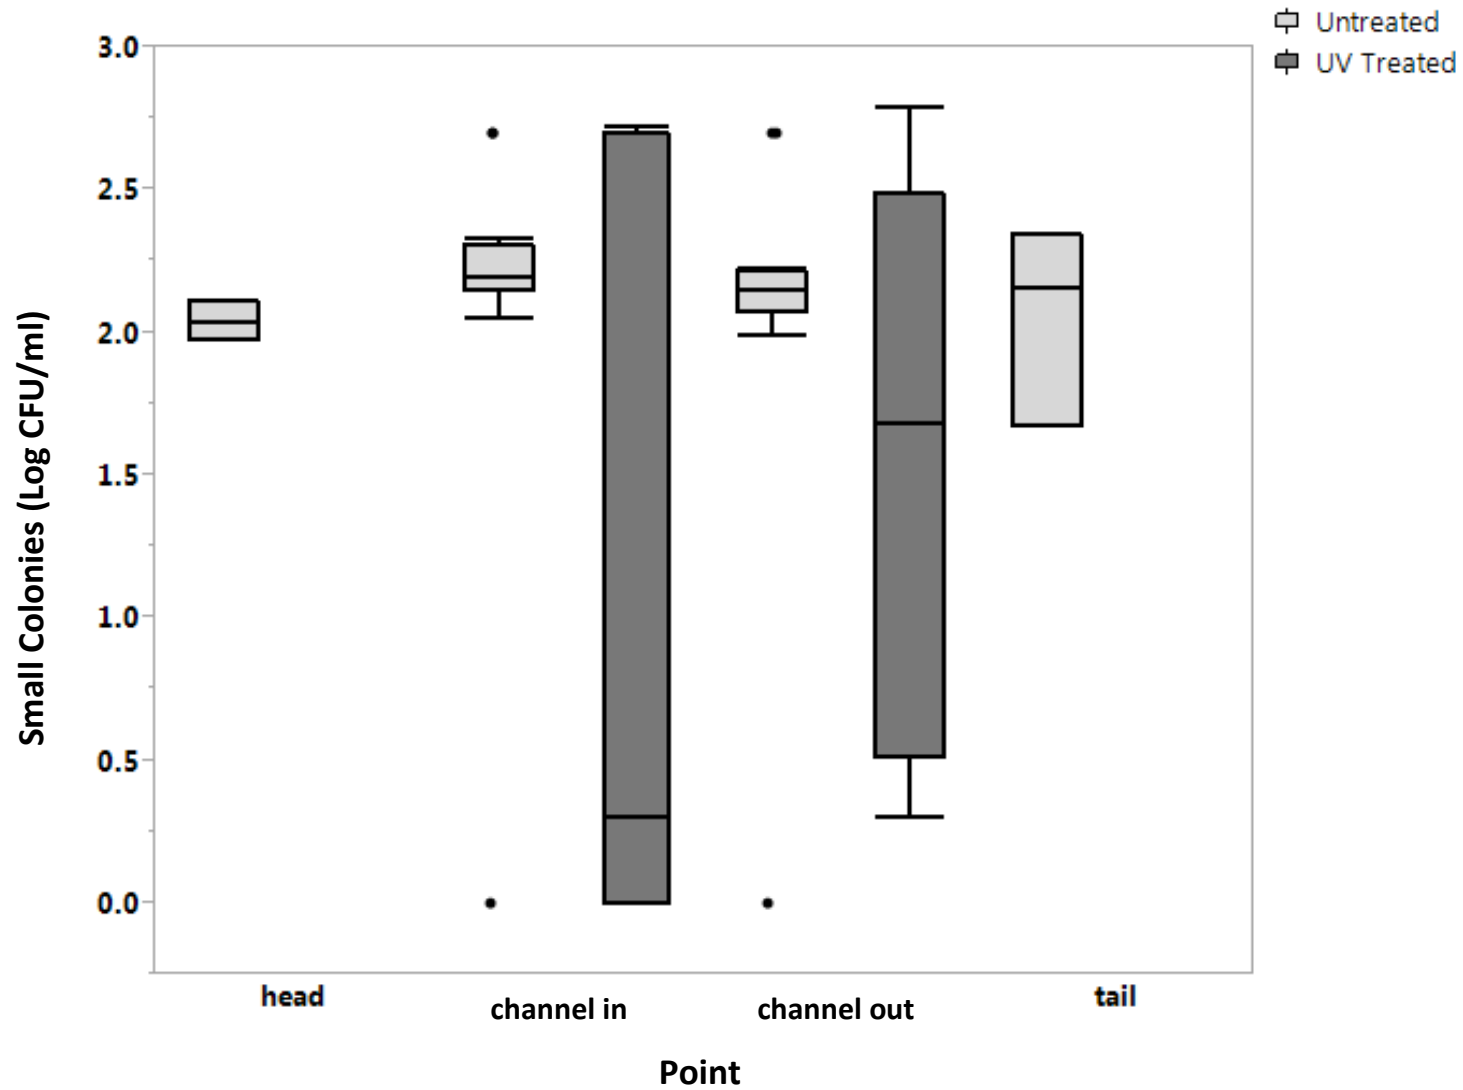 Untreated
UV Treated
3.0
2.5
2.0
1.5
1.0
0.5
0.0
Small Colonies (Log CFU/ml)
head
channel in
channel out
tail
Point